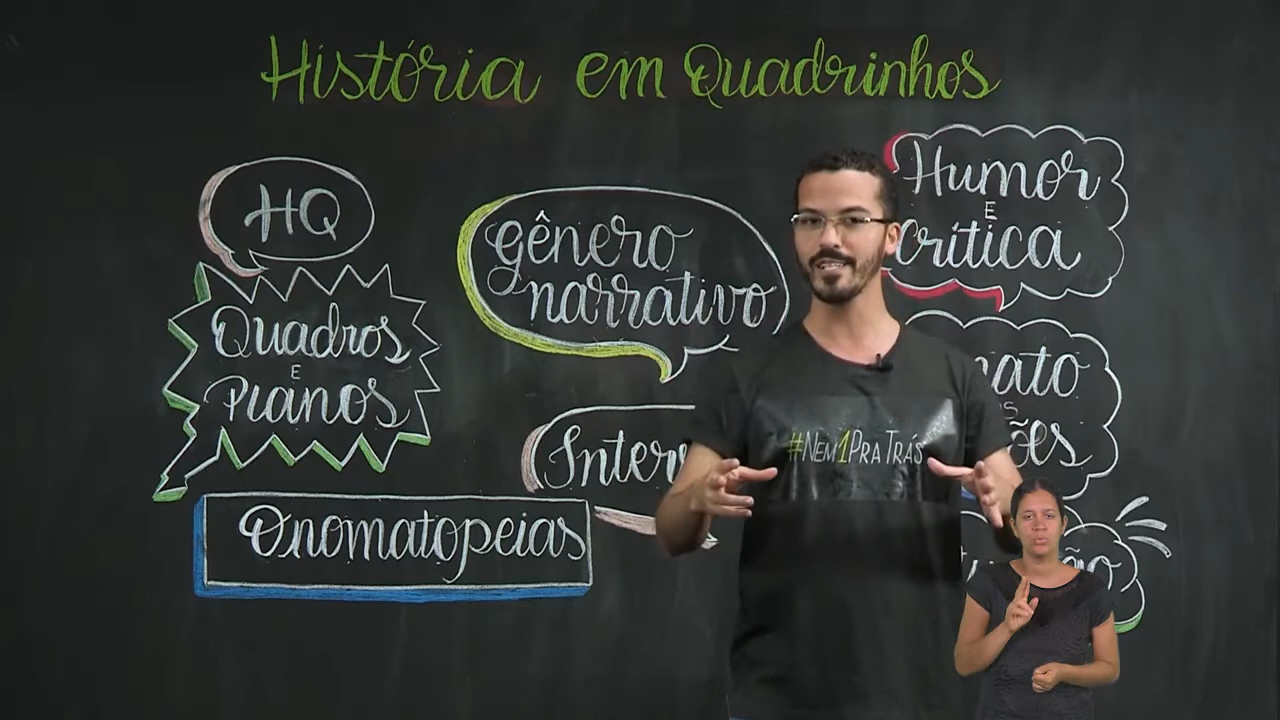 História em Quadrinhos
HQ
Quadros
E
Planos
Onomatopeias
gênero
narrativo
Humor
E
crítica
#NEM1PRATRÁS